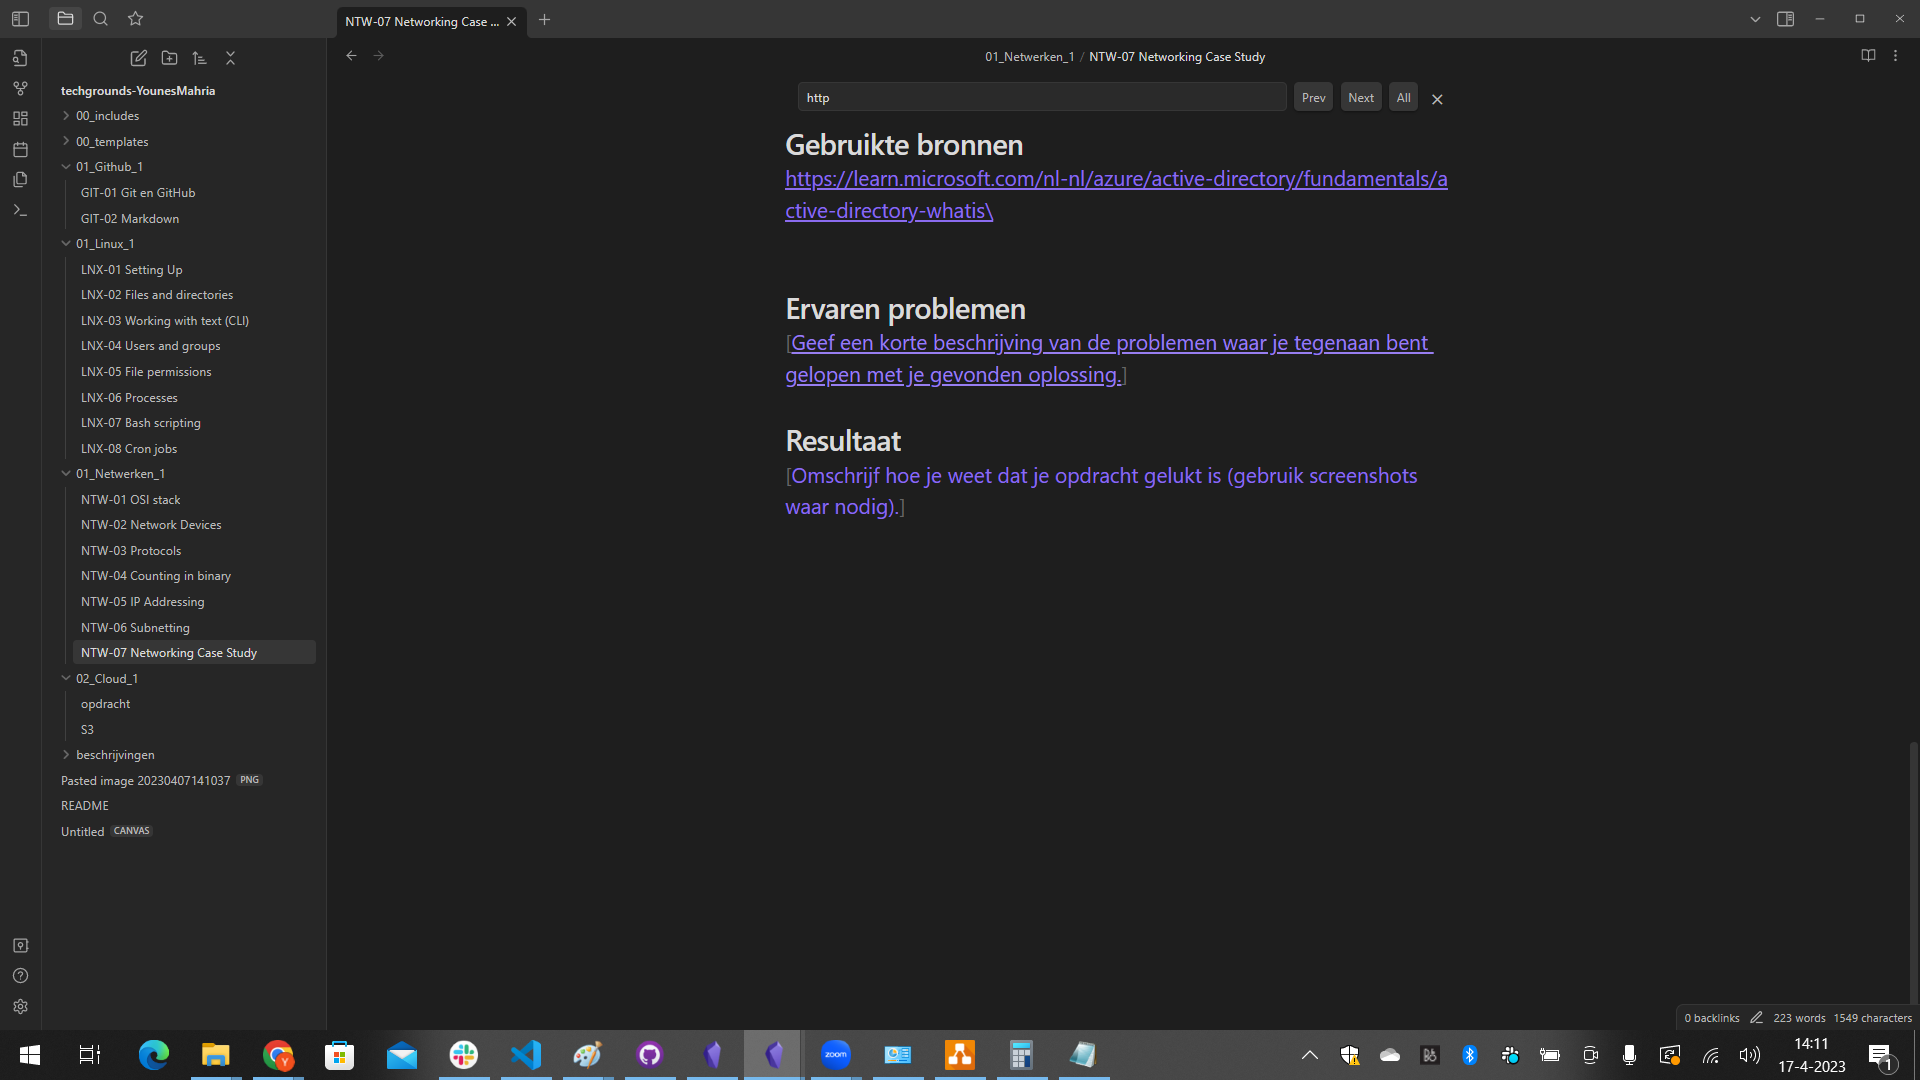 NTW-07 Networking Case ...
01_Netwerken_1 / NTW-07 Networking Case Study
techgrounds-YounesMahria
00_includes
00_templates
01_Github_1
GIT-01 Git en GitHub
GIT-02 Markdown
01_Linux_1
LNX-01 Setting Up
LNX-02 Files and directories
LNX-03 Working with text (CLI)
LNX-04 Users and groups
LNX-05 File permissions
LNX-06 Processes
LNX-07 Bash scripting
LNX-08 Cron jobs
01_Netwerken_1
NTW-01 OSI stack
NTW-02 Network Devices
NTW-03 Protocols
NTW-04 Counting in binary
NTW-05 IP Addressing
NTW-06 Subnetting
NTW-07 Networking Case Study
02_Cloud_1
opdracht
S3
beschrijvingen
Pasted image 20230407141037 PNG
README
Untitled CANVAS
http Prev Next All
Gebruikte bronnen
https://learn.microsoft.com/nl-nl/azure/active-directory/fundamentals/a
ctive-directory-whatis\
Ervaren problemen
[Geef een korte beschrijving van de problemen waar je tegenaan bent
gelopen met je gevonden oplossing.]
Resultaat
[Omschrijf hoe je weet dat je opdracht gelukt is (gebruik screenshots
waar nodig).]
0 backlinks 223 words 1549 characters
Y
zoom
14:11
17-4-2023
1